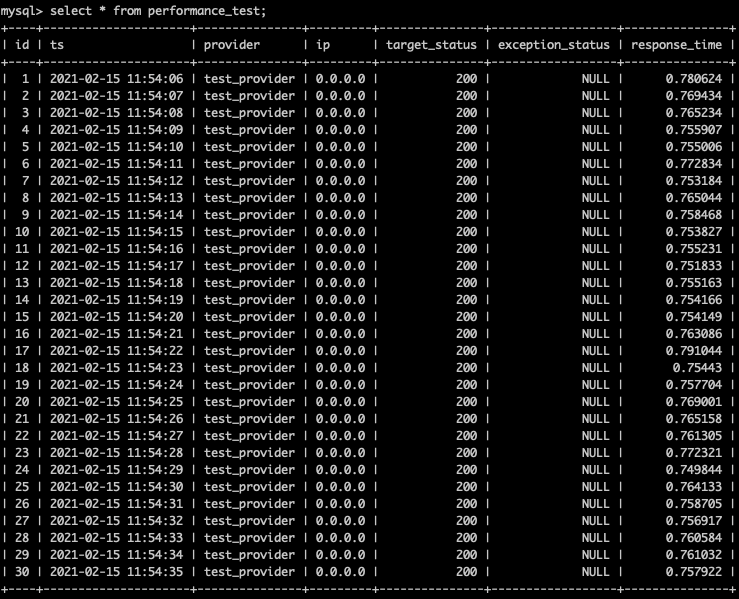 mysql> select * from performance_test;
+----+---------------------+---------------+---------+---------------+------------------+---------------+
| id | ts                  | provider      | ip      | target_status | exception_status | response_time |
+----+---------------------+---------------+---------+---------------+------------------+---------------+
|  1 | 2021-02-15 11:54:06 | test_provider | 0.0.0.0 |           200 |             NULL |      0.780624 |
|  2 | 2021-02-15 11:54:07 | test_provider | 0.0.0.0 |           200 |             NULL |      0.769434 |
|  3 | 2021-02-15 11:54:08 | test_provider | 0.0.0.0 |           200 |             NULL |      0.765234 |
|  4 | 2021-02-15 11:54:09 | test_provider | 0.0.0.0 |           200 |             NULL |      0.755907 |
|  5 | 2021-02-15 11:54:10 | test_provider | 0.0.0.0 |           200 |             NULL |      0.755006 |
|  6 | 2021-02-15 11:54:11 | test_provider | 0.0.0.0 |           200 |             NULL |      0.772834 |
|  7 | 2021-02-15 11:54:12 | test_provider | 0.0.0.0 |           200 |             NULL |      0.753184 |
|  8 | 2021-02-15 11:54:13 | test_provider | 0.0.0.0 |           200 |             NULL |      0.765044 |
|  9 | 2021-02-15 11:54:14 | test_provider | 0.0.0.0 |           200 |             NULL |      0.758468 |
| 10 | 2021-02-15 11:54:15 | test_provider | 0.0.0.0 |           200 |             NULL |      0.753827 |
| 11 | 2021-02-15 11:54:16 | test_provider | 0.0.0.0 |           200 |             NULL |      0.755231 |
| 12 | 2021-02-15 11:54:17 | test_provider | 0.0.0.0 |           200 |             NULL |      0.751833 |
| 13 | 2021-02-15 11:54:18 | test_provider | 0.0.0.0 |           200 |             NULL |      0.755163 |
| 14 | 2021-02-15 11:54:19 | test_provider | 0.0.0.0 |           200 |             NULL |      0.754166 |
| 15 | 2021-02-15 11:54:20 | test_provider | 0.0.0.0 |           200 |             NULL |      0.754149 |
| 16 | 2021-02-15 11:54:21 | test_provider | 0.0.0.0 |           200 |             NULL |      0.763086 |
| 17 | 2021-02-15 11:54:22 | test_provider | 0.0.0.0 |           200 |             NULL |      0.791044 |
| 18 | 2021-02-15 11:54:23 | test_provider | 0.0.0.0 |           200 |             NULL |       0.75443 |
| 19 | 2021-02-15 11:54:24 | test_provider | 0.0.0.0 |           200 |             NULL |      0.757704 |
| 20 | 2021-02-15 11:54:25 | test_provider | 0.0.0.0 |           200 |             NULL |      0.769001 |
| 21 | 2021-02-15 11:54:26 | test_provider | 0.0.0.0 |           200 |             NULL |      0.765158 |
| 22 | 2021-02-15 11:54:27 | test_provider | 0.0.0.0 |           200 |             NULL |      0.761305 |
| 23 | 2021-02-15 11:54:28 | test_provider | 0.0.0.0 |           200 |             NULL |      0.772321 |
| 24 | 2021-02-15 11:54:29 | test_provider | 0.0.0.0 |           200 |             NULL |      0.749844 |
| 25 | 2021-02-15 11:54:30 | test_provider | 0.0.0.0 |           200 |             NULL |      0.764133 |
| 26 | 2021-02-15 11:54:31 | test_provider | 0.0.0.0 |           200 |             NULL |      0.758705 |
| 27 | 2021-02-15 11:54:32 | test_provider | 0.0.0.0 |           200 |             NULL |      0.756917 |
| 28 | 2021-02-15 11:54:33 | test_provider | 0.0.0.0 |           200 |             NULL |      0.760584 |
| 29 | 2021-02-15 11:54:34 | test_provider | 0.0.0.0 |           200 |             NULL |      0.761032 |
| 30 | 2021-02-15 11:54:35 | test_provider | 0.0.0.0 |           200 |             NULL |      0.757922 |
+----+---------------------+---------------+---------+---------------+------------------+---------------+